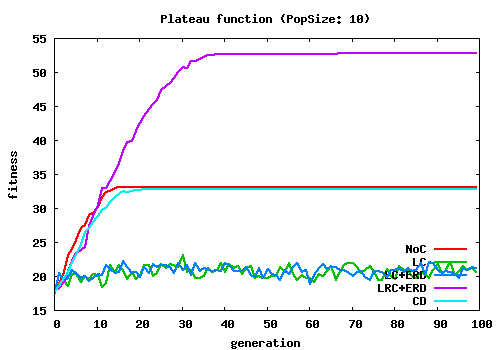 Plateau function (PopSize: 10)
55
50
45
40
35
30
25
20
15
fitness
NoC
LC
LC+ERD
LRC+ERD
CD
0 10 20 30 40 50 60 70 80 90 100
generation